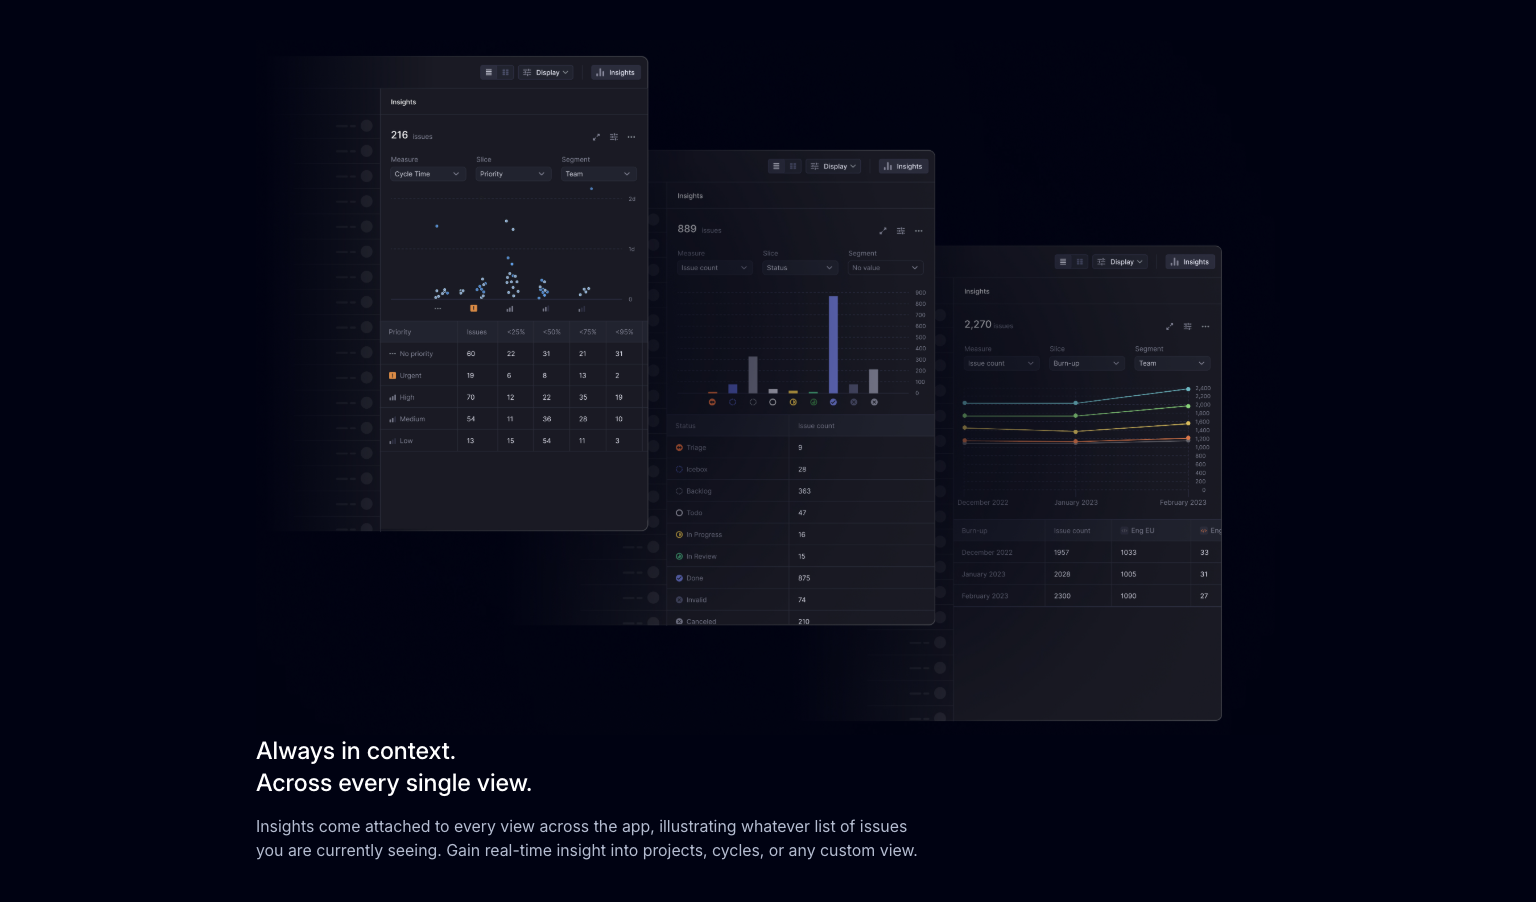 Display
Insights
Insights
216 Issues
Measure Slice Segment
Cycle Time Priority Team
2d
1d
0
Priority Issues <25% <50% <75% <95%
No priority 60 22 31 21 31
Urgent 19 6 8 13 2
High 70 12 22 35 19
Medium 54 11 36 28 10
Low 13 15 54 11 3
Display
Insights
Insights
889 Issues
Measure Slice Segment
Issue count Status No value
900
800
700
600
500
400
300
200
100
0
Status Issue count
Triage 9
Icebox 28
Backlog 363
Todo 47
In Progress 16
In Review 15
Done 875
Invalid 74
Canceled 210
Display
Insights
Insights
2,270 Issues
Measure Slice Segment
Issue count Burn-up Team
2,400
2,200
2,000
1,800
1,600
1,400
1,200
1,000
800
600
400
200
0
December 2022 January 2023 February 2023
Burn-up Issue count Eng EU Eng
December 2022 1957 1033 33
January 2023 2028 1005 31
February 2023 2300 1090 27
Always in context.
Across every single view.
Insights come attached to every view across the app, illustrating whatever list of issues
you are currently seeing. Gain real-time insight into projects, cycles, or any custom view.